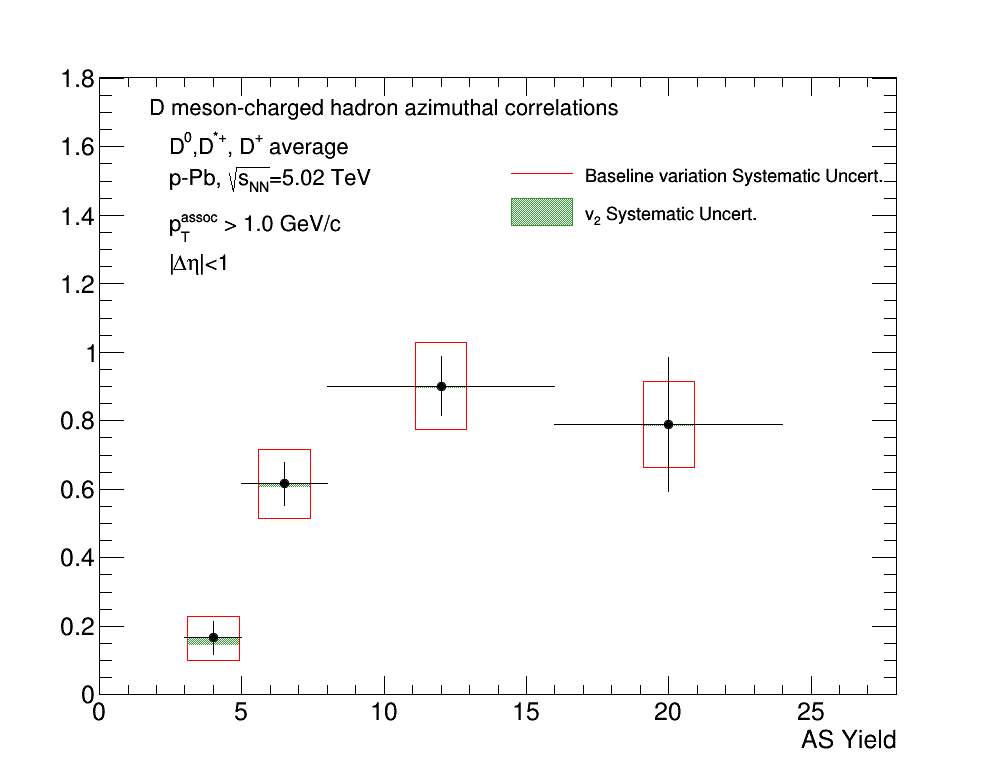 D meson-charged hadron azimuthal correlations
D⁰,D*⁺, D⁺ average
p-Pb, √sNN=5.02 TeV
pTassoc > 1.0 GeV/c
|Δη|<1
Baseline variation Systematic Uncert.
v₂ Systematic Uncert.
1.8
1.6
1.4
1.2
1
0.8
0.6
0.4
0.2
0
0 5 10 15 20 25
AS Yield